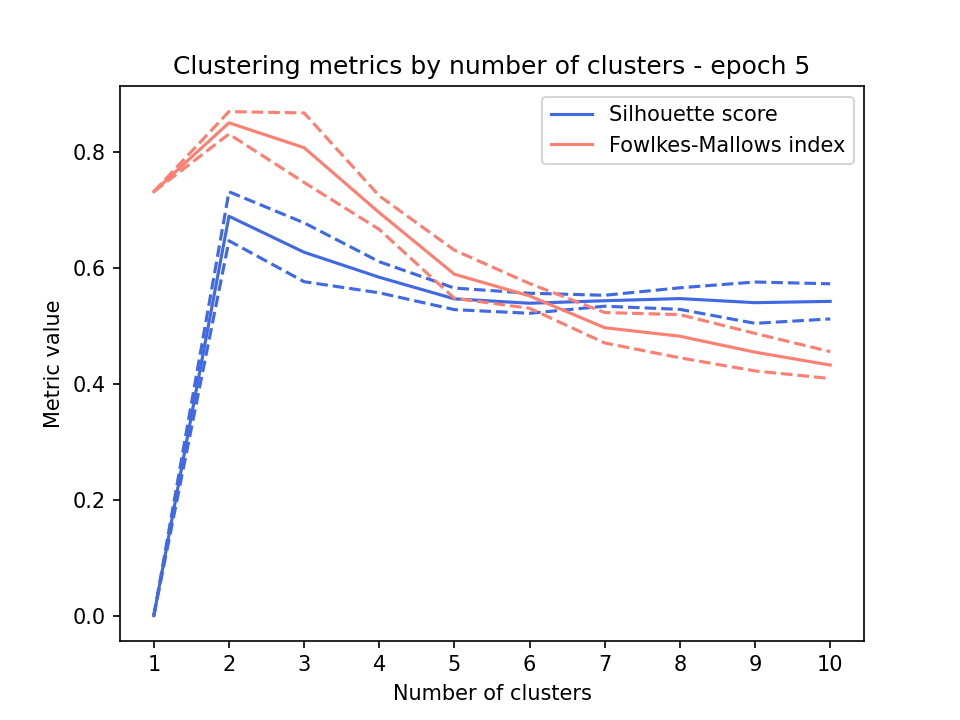 Clustering metrics by number of clusters - epoch 5
Silhouette score
Fowlkes-Mallows index
Metric value
0.8
0.6
0.4
0.2
0.0
1 2 3 4 5 6 7 8 9 10
Number of clusters